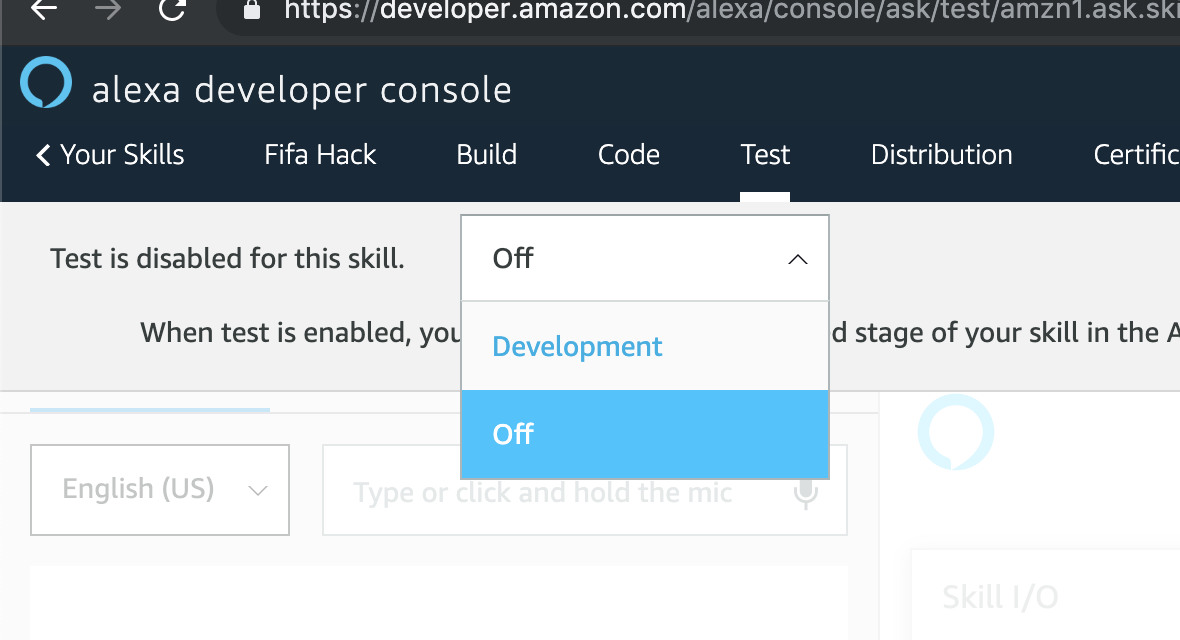 https://developer.amazon.com/alexa/console/ask/test/amzn1.ask.ski
alexa developer console
Your Skills Fifa Hack Build Code Test Distribution Certific
Test is disabled for this skill. Off
When test is enabled, you d stage of your skill in the A
Development
Off
English (US) Type or click and hold the mic
Skill I/O